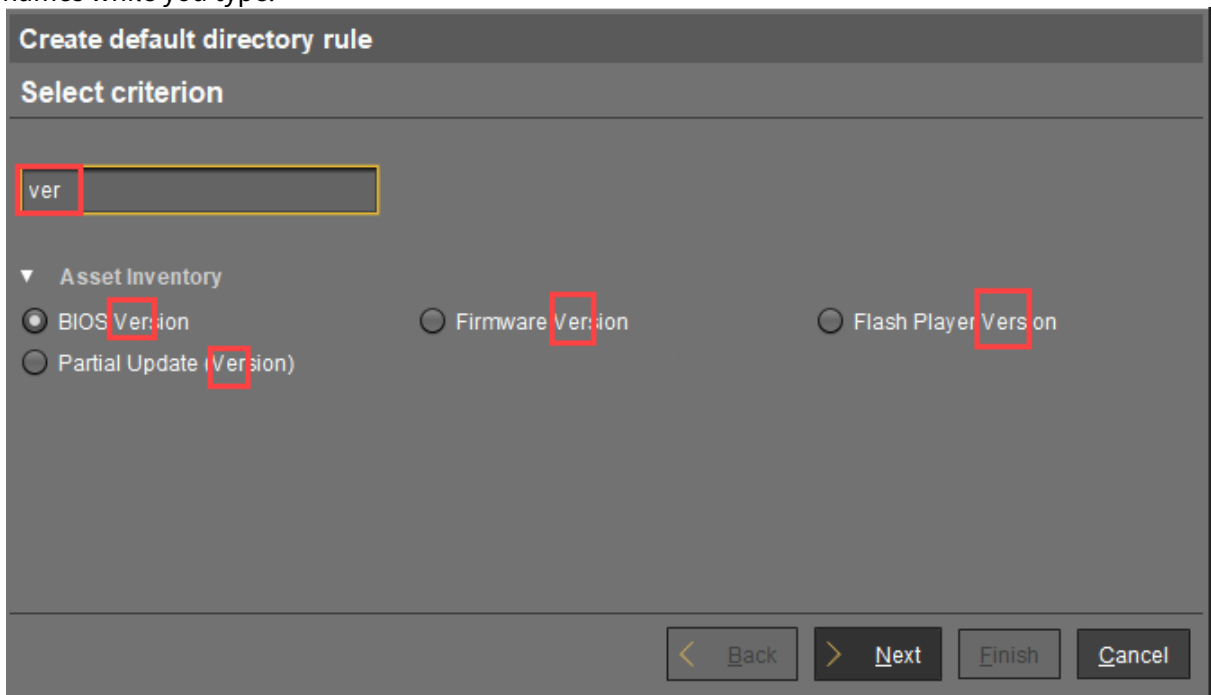 names while you type.
Create default directory rule
Select criterion
ver
Asset Inventory
BIOS Version Firmware Version Flash Player Version
Partial Update (Version)
Back Next Finish Cancel